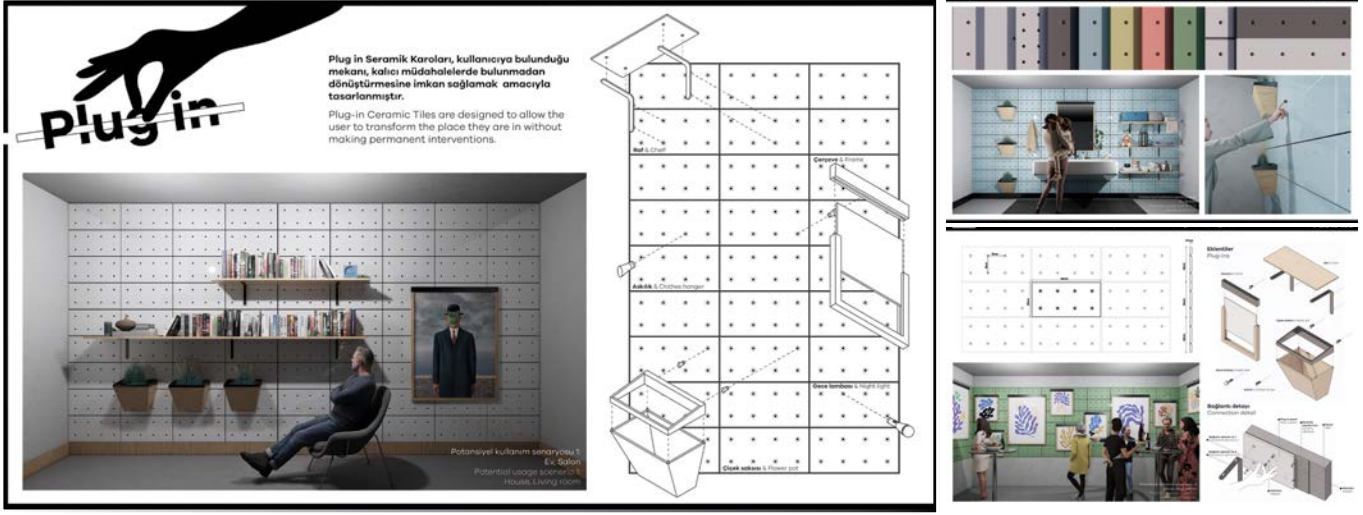 Plug in
Plug in Seramik Karoları, kullanıcıya bulunduğu
mekanı, kalıcı müdahalelerde bulunmadan
dönüştürmesine imkan sağlamak amacıyla
tasarlanmıştır.
Plug-in Ceramic Tiles are designed to allow the
user to transform the place they are in without
making permanent interventions.
Raf & Chelf
Çerçeve & Frame
Askılık & Clothes hanger
Gece lambası & Night light
Çiçek saksısı & Flower pot
Potansiyel kullanım senaryosu 1:
Ev, Salon
Potential usage scenerio 1:
House, Living room
Eklentiler
Plug-ins
Bağlantı detayı
Connection detail